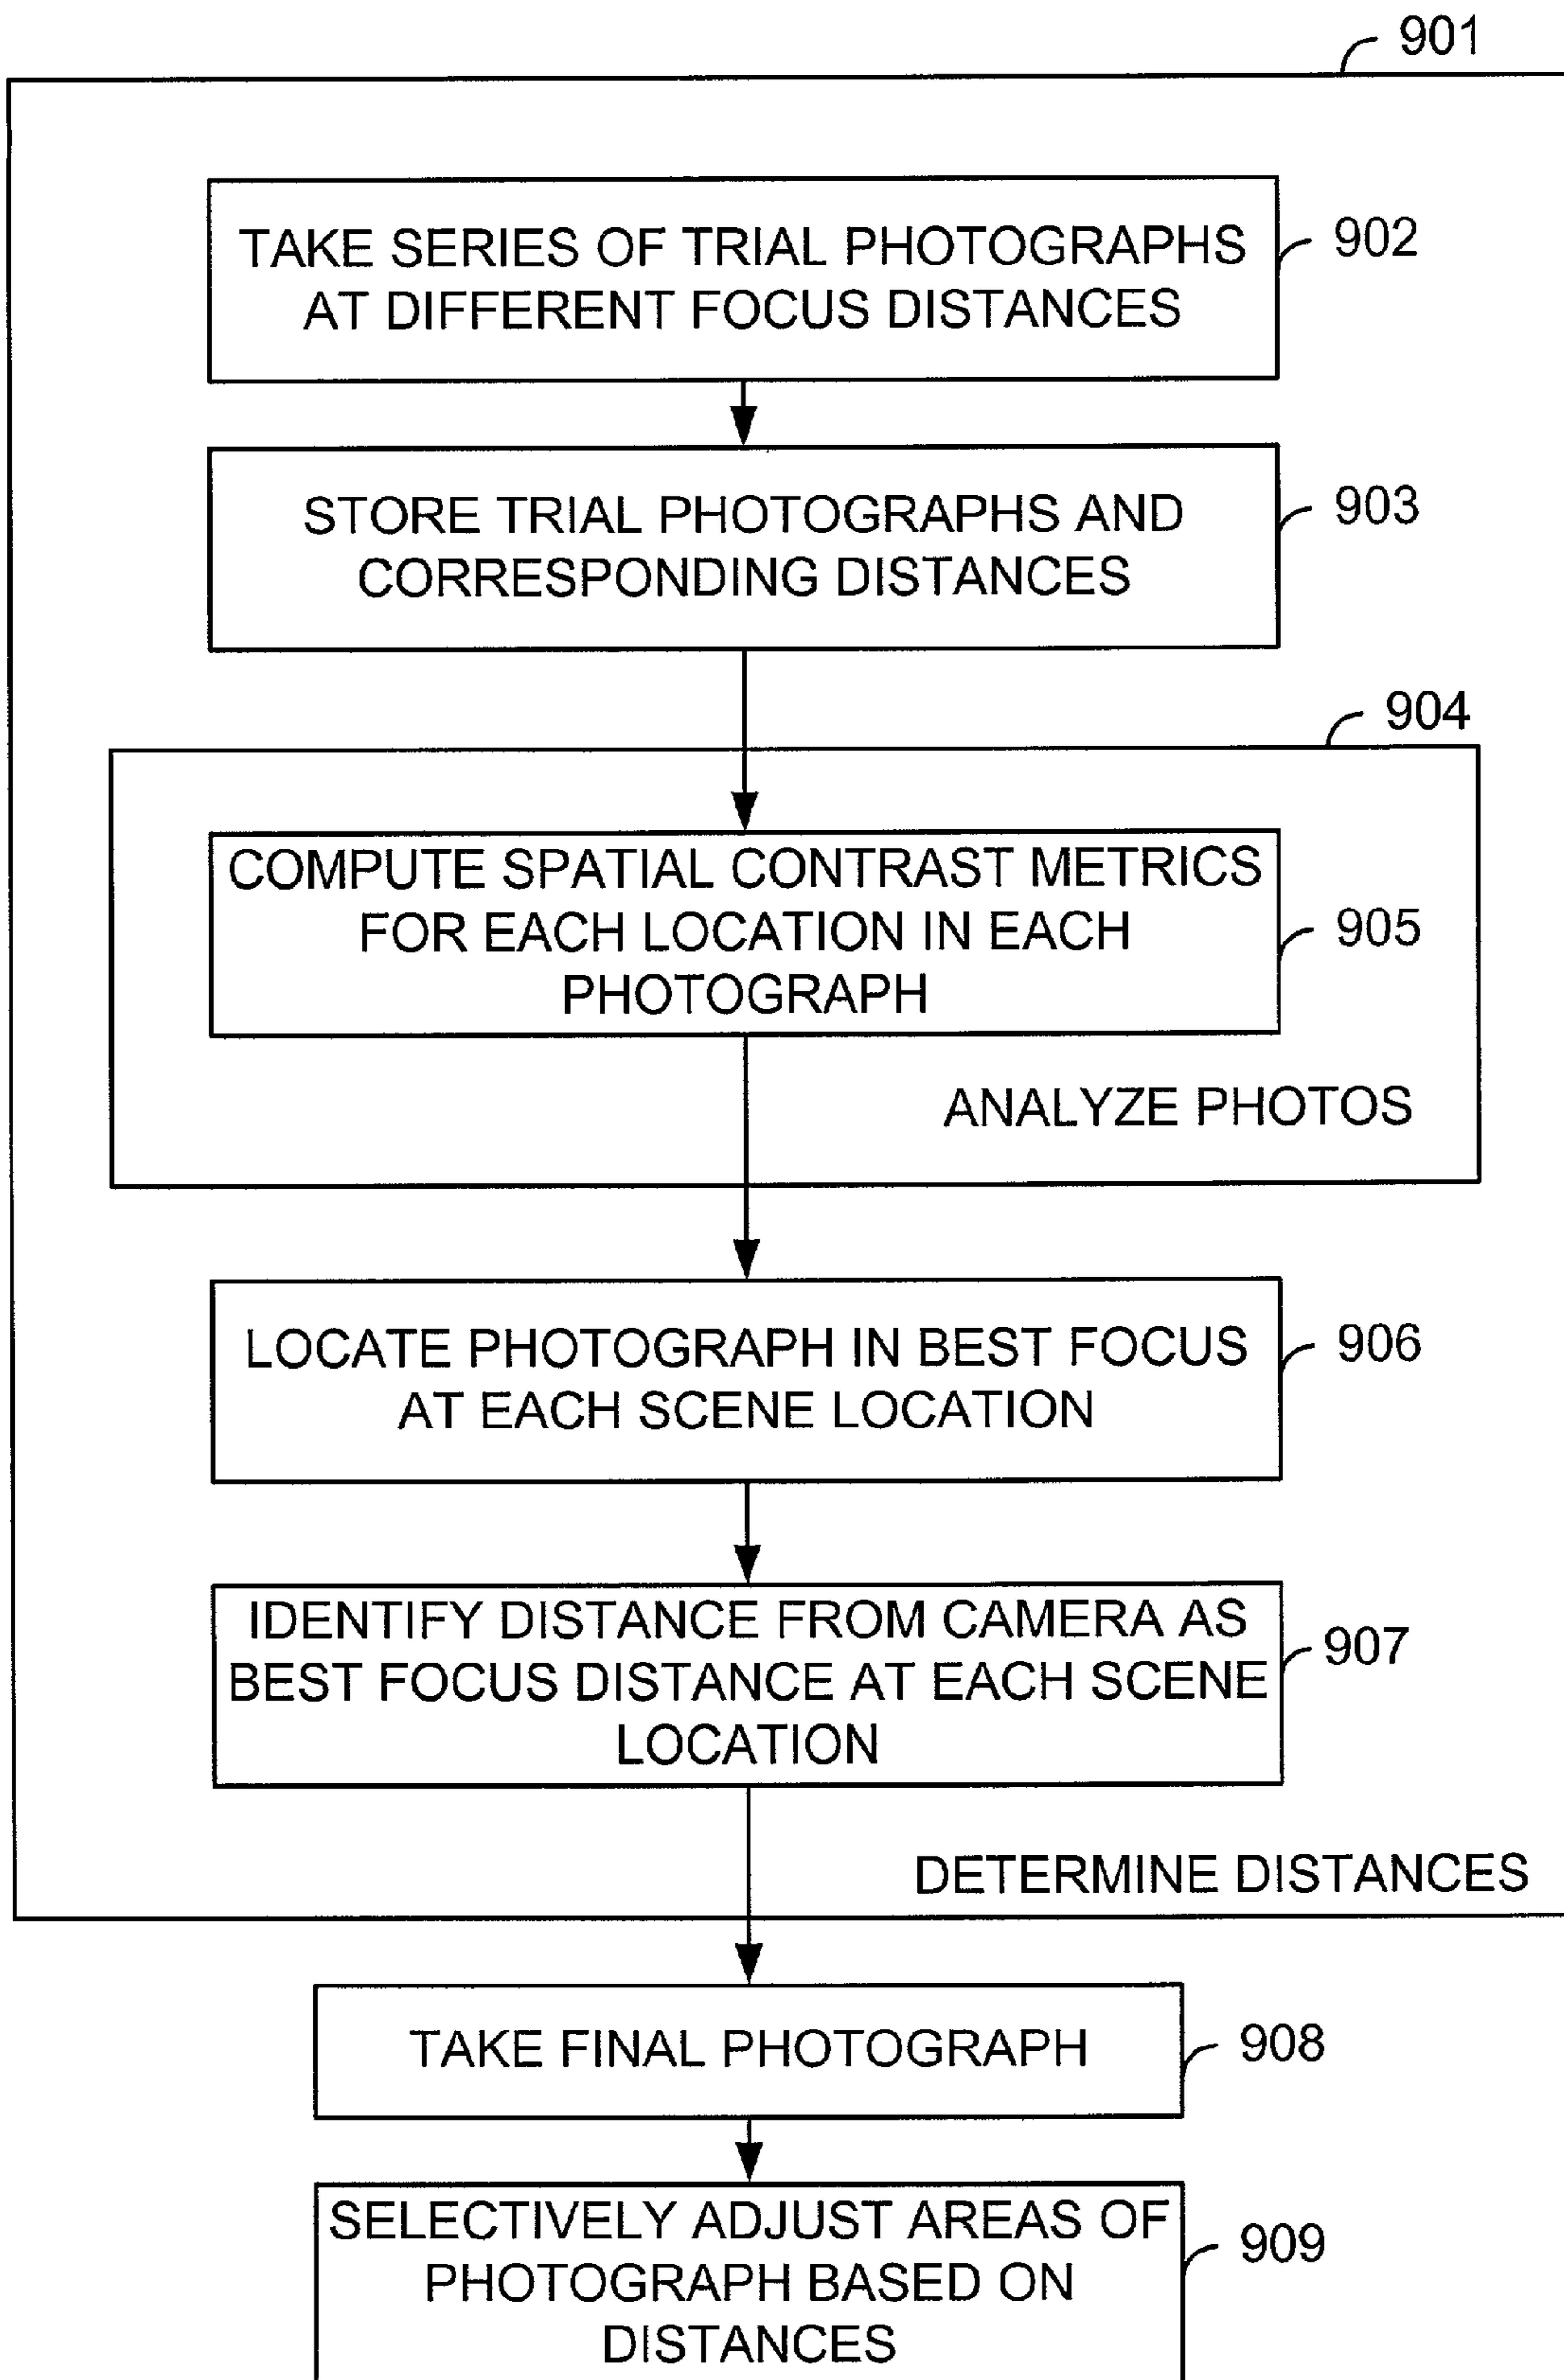 901
TAKE SERIES OF TRIAL PHOTOGRAPHS
AT DIFFERENT FOCUS DISTANCES
902
STORE TRIAL PHOTOGRAPHS AND
CORRESPONDING DISTANCES
903
904
COMPUTE SPATIAL CONTRAST METRICS
FOR EACH LOCATION IN EACH
PHOTOGRAPH
905
ANALYZE PHOTOS
LOCATE PHOTOGRAPH IN BEST FOCUS
AT EACH SCENE LOCATION
906
IDENTIFY DISTANCE FROM CAMERA AS
BEST FOCUS DISTANCE AT EACH SCENE
LOCATION
907
DETERMINE DISTANCES
TAKE FINAL PHOTOGRAPH
908
SELECTIVELY ADJUST AREAS OF
PHOTOGRAPH BASED ON
DISTANCES
909